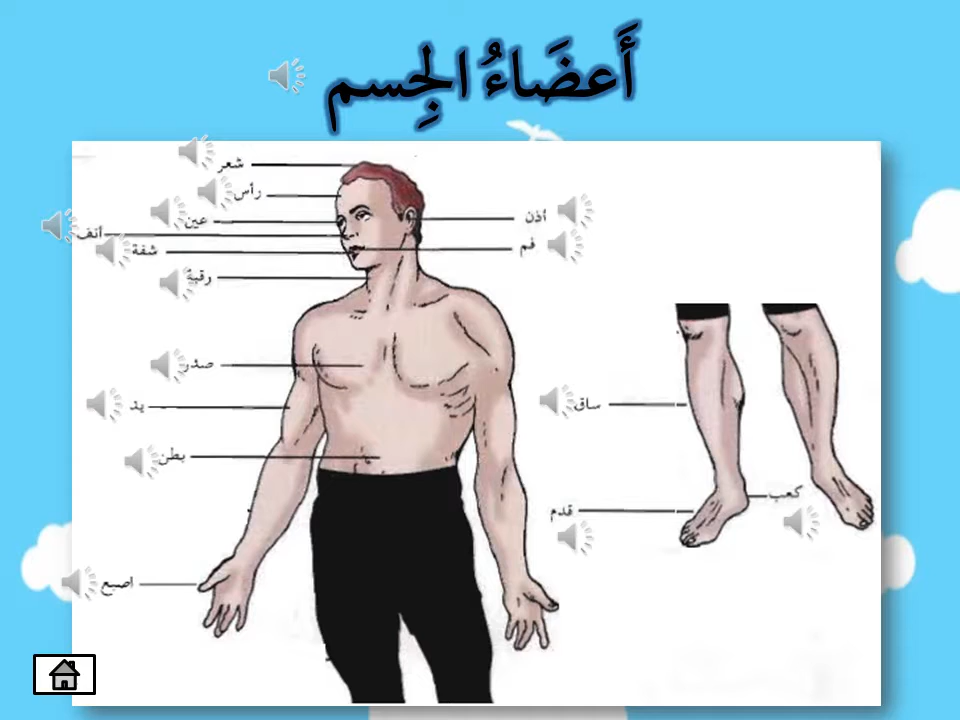 أَعضَاءُ الجِسم
شعر
رأس
عين
أنف
شفة
رقبة
أذن
فم
صدر
يد
بطن
اصبع
ساق
كعب
قدم